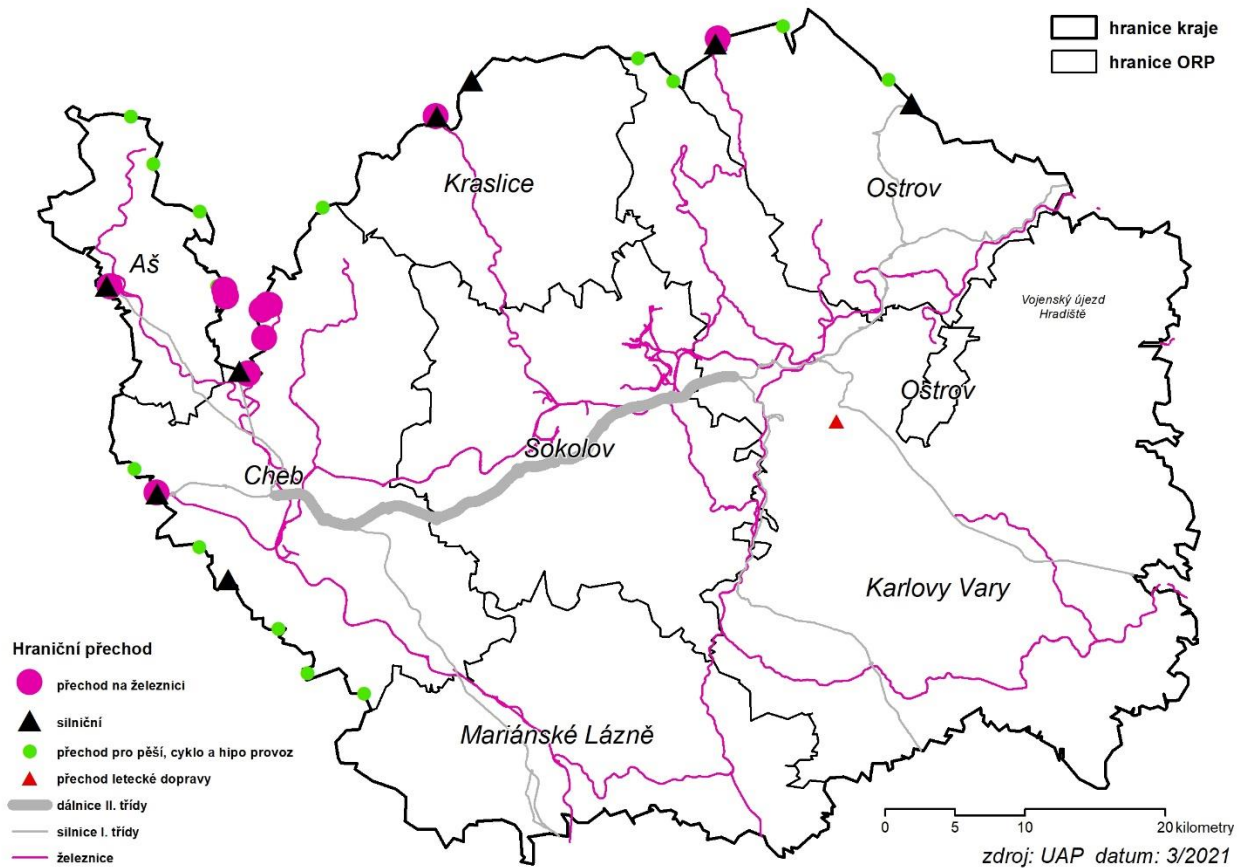 hranice kraje
hranice ORP
Kraslice
Ostrov
Aš
Vojenský újezd
Hradiště
Ostrov
Sokolov
Cheb
Karlovy Vary
Mariánské Lázně
Hraniční přechod
přechod na železnici
silniční
přechod pro pěší, cyklo a hipo provoz
přechod letecké dopravy
dálnice II. třídy
silnice I. třídy
železnice
0 5 10 20 kilometry
zdroj: UAP datum: 3/2021